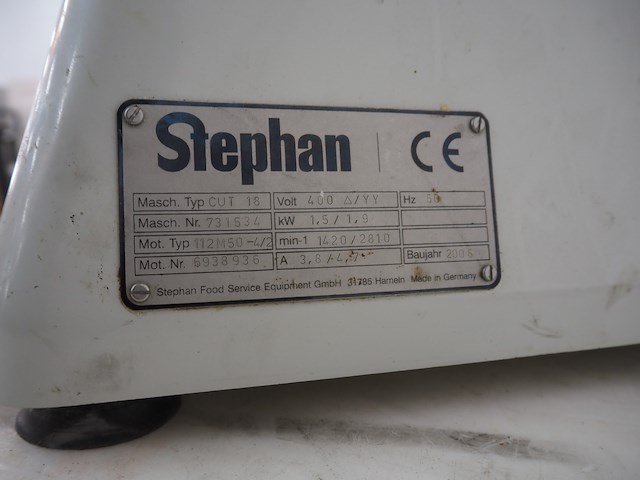 Stephan CE
Masch. Typ CUT 18 Volt 400 Δ/YY Hz 50
Masch. Nr. 731534 kW 1.5/1,9
Mot. Typ 112M50-4/2 min-1 1420/2810
Mot. Nr. 6938936 A 3,8/4,7 Baujahr 2006
Stephan Food Service Equipment GmbH 31785 Hameln Made in Germany